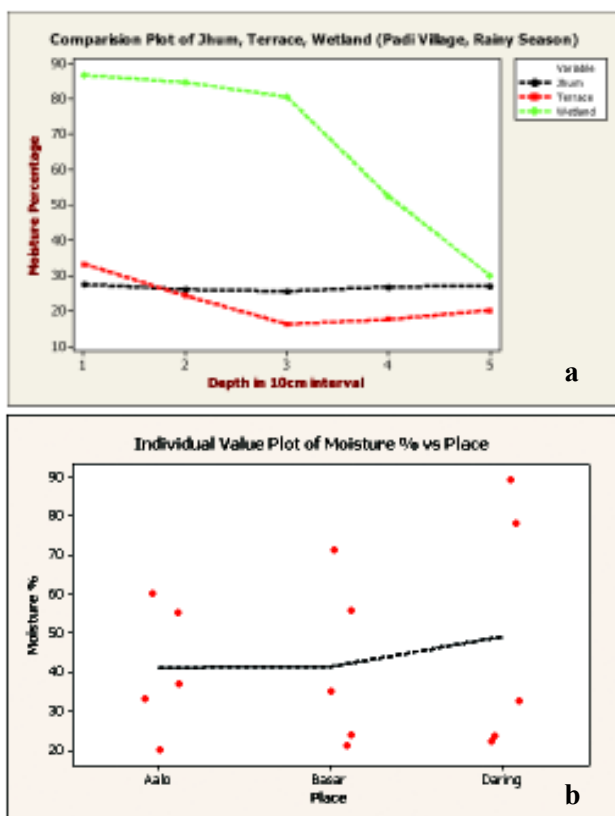 Comparision Plot of Jhum, Terrace, Wetland (Padi Village, Rainy Season)
90
80
70
60
50
40
30
20
10
Moisture Percentage
1 2 3 4 5
Depth in 10cm interval
Variable
Jhum
Terrace
Wetland
a
Individual Value Plot of Moisture % vs Place
90
80
70
60
50
40
30
20
Moisture %
Aalo Basar Daring
Place
b